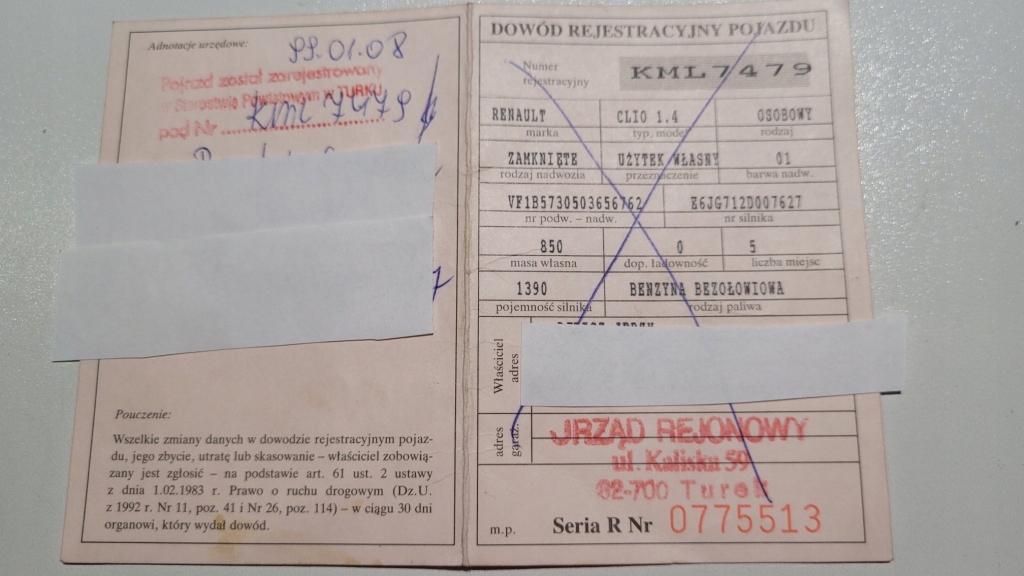 Adnotacje urzędowe:
99.01.08
Pojazd został zarejestrowany
w Starostwie Powiatowym w TURKU
pod Nr KML 7479
Pouczenie:
Wszelkie zmiany danych w dowodzie rejestracyjnym pojaz-
du, jego zbycie, utratę lub skasowanie – właściciel zobowią-
zany jest zgłosić – na podstawie art. 61 ust. 2 ustawy
z dnia 1.02.1983 r. Prawo o ruchu drogowym (Dz.U.
z 1992 r. Nr 11, poz. 41 i Nr 26, poz. 114) – w ciągu 30 dni
organowi, który wydał dowód.
DOWÓD REJESTRACYJNY POJAZDU
Numer
rejestracyjny
KML7479
RENAULT CLIO 1.4 OSOBOWY
marka typ, model rodzaj
ZAMKNIĘTE UŻYTEK WŁASNY 01
rodzaj nadwozia przeznaczenie barwa nadw.
VF1B5730503656762 E6JG712D007627
nr podw. – nadw. nr silnika
850 0 5
masa własna dop. ładowność liczba miejsc
1390 BENZYNA BEZOŁOWIOWA
pojemność silnika rodzaj paliwa
Właściciel
adres
adres
garaż.
URZĄD REJONOWY
ul. Kaliska 59
62-700 Turek
m.p. Seria R Nr 0775513